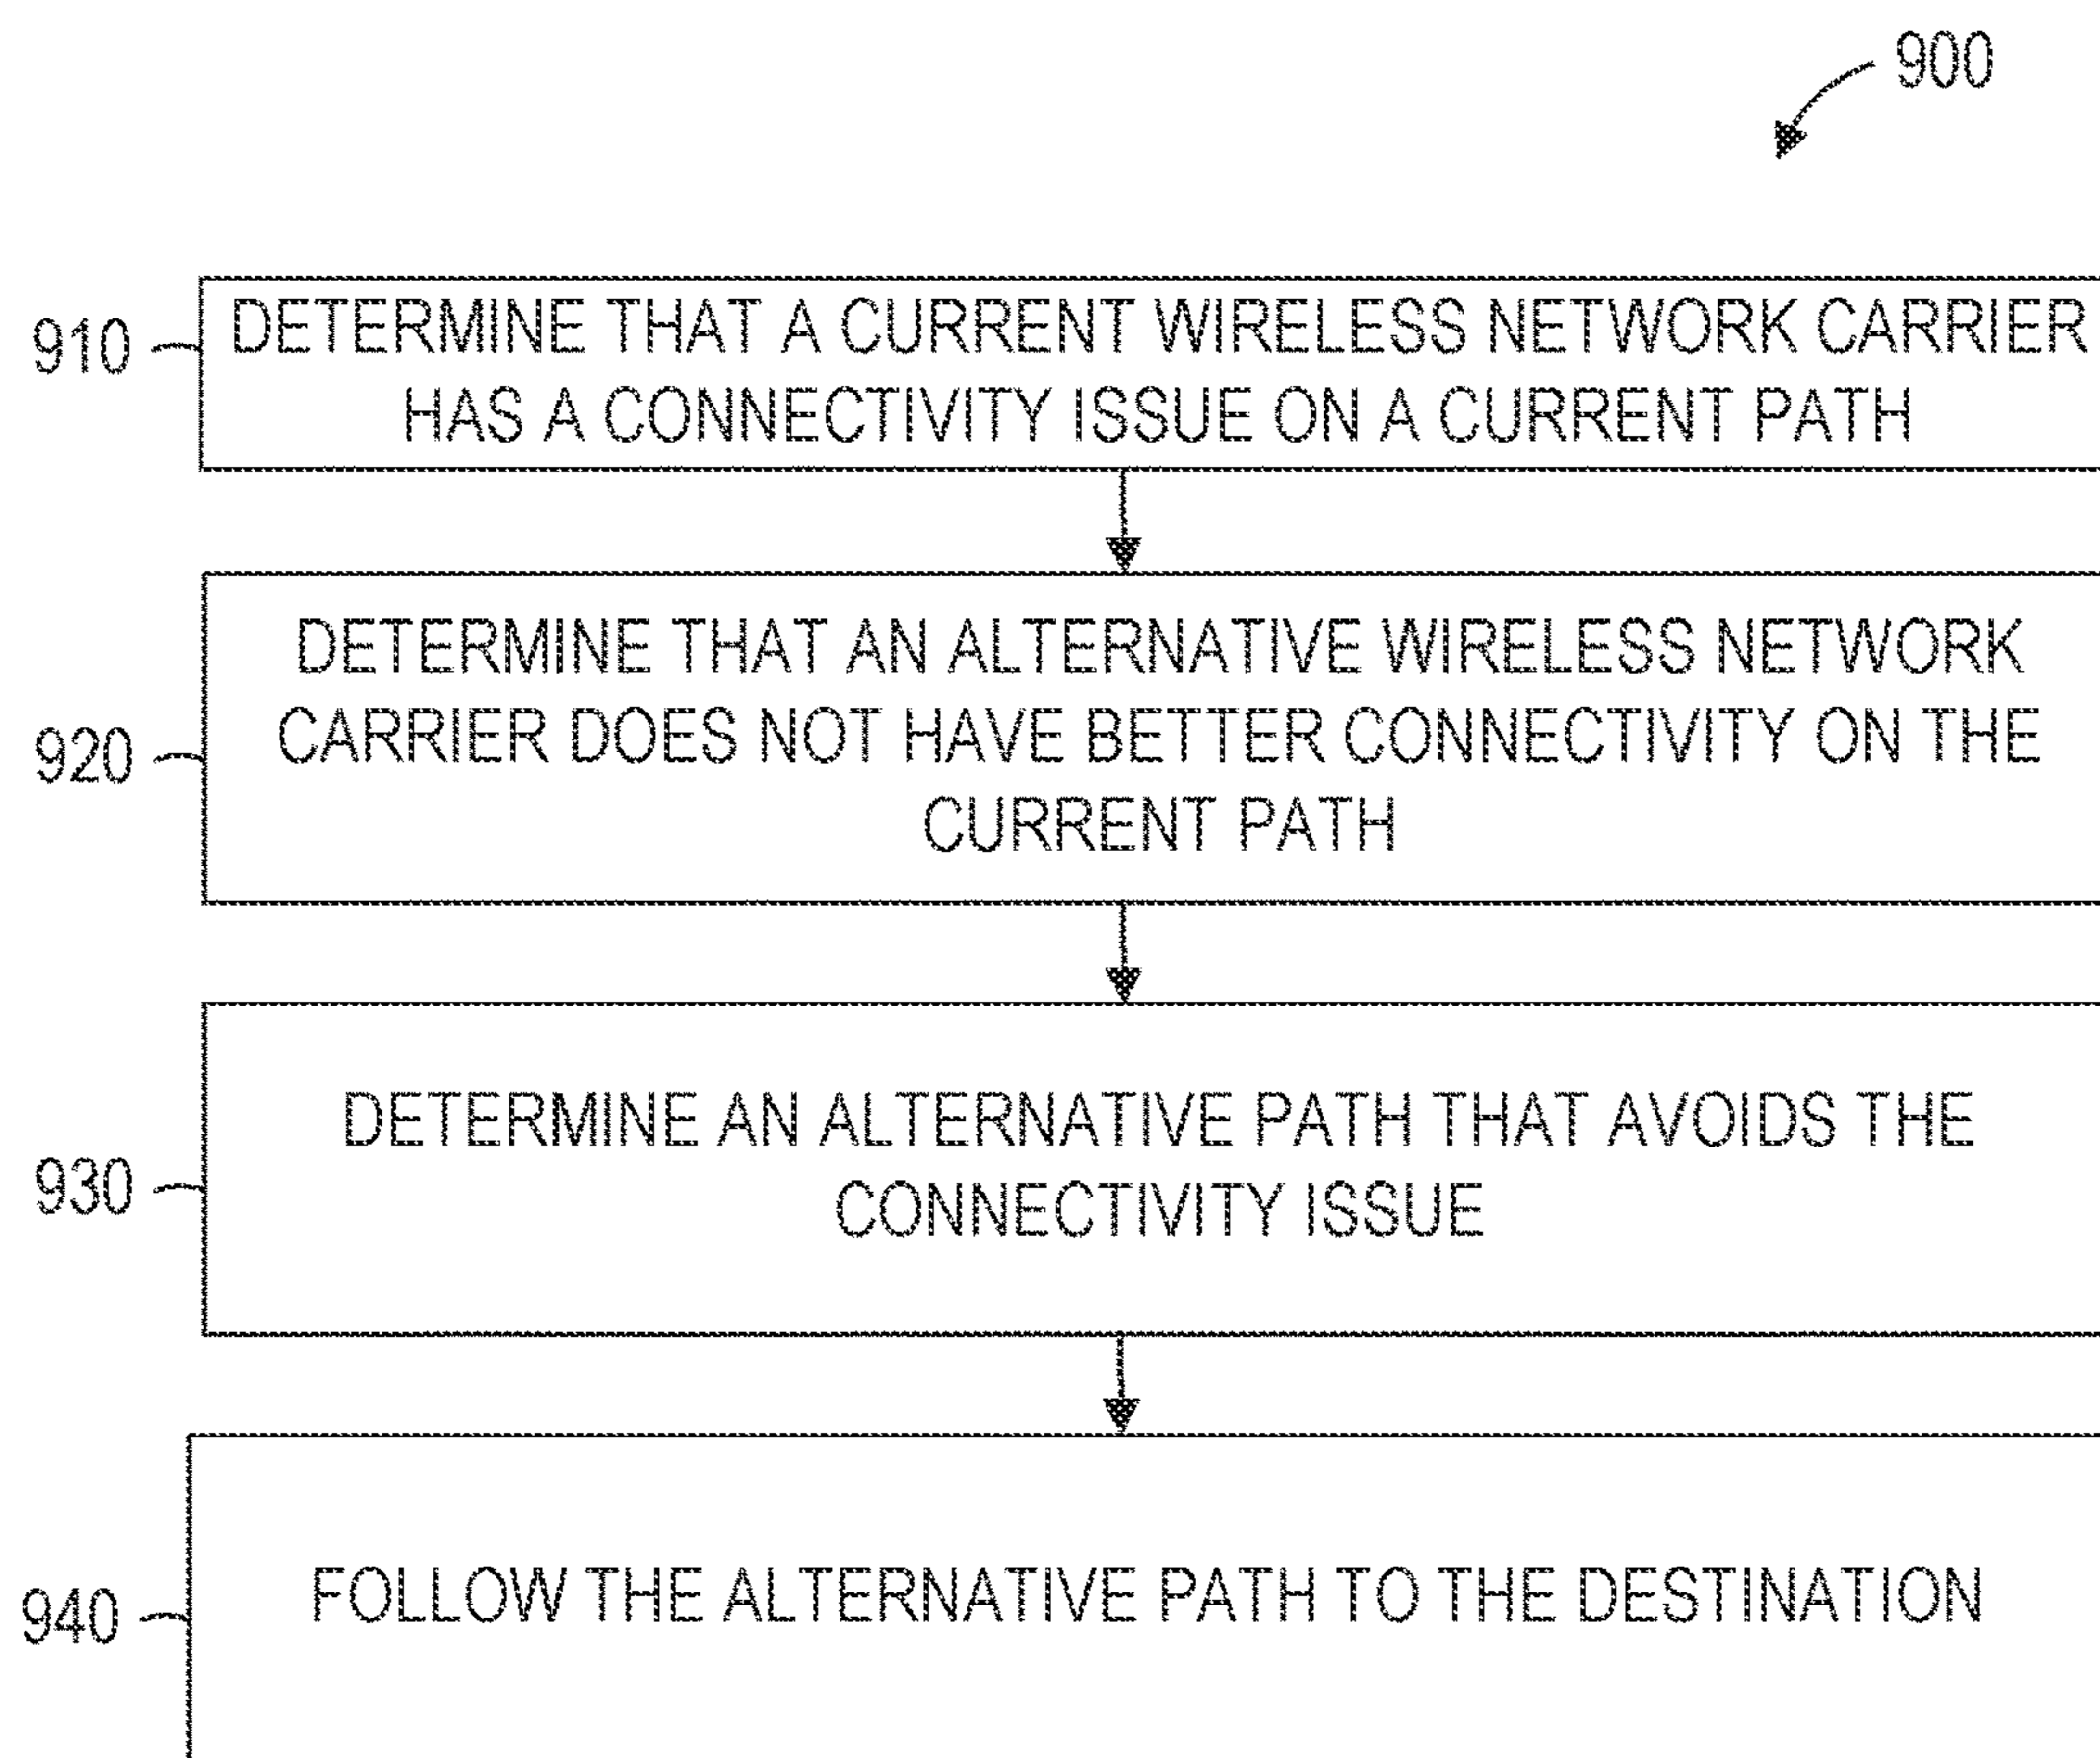 900
910
DETERMINE THAT A CURRENT WIRELESS NETWORK CARRIER
HAS A CONNECTIVITY ISSUE ON A CURRENT PATH
920
DETERMINE THAT AN ALTERNATIVE WIRELESS NETWORK
CARRIER DOES NOT HAVE BETTER CONNECTIVITY ON THE
CURRENT PATH
930
DETERMINE AN ALTERNATIVE PATH THAT AVOIDS THE
CONNECTIVITY ISSUE
940
FOLLOW THE ALTERNATIVE PATH TO THE DESTINATION